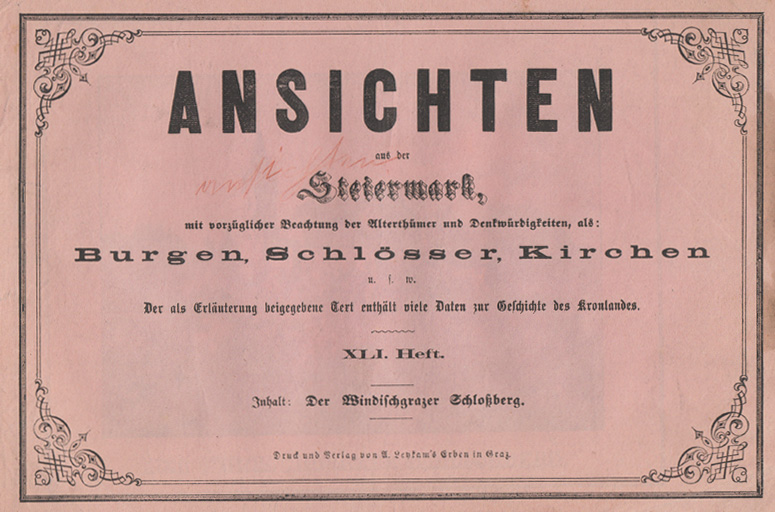 ANSICHTEN
aus der
ansichten
Steiermark,
mit vorzüglicher Beachtung der Alterthümer und Denkwürdigkeiten, als:
Burgen, Schlösser, Kirchen
u. s. w.
Der als Erläuterung beigegebene Text enthält viele Daten zur Geschichte des Kronlandes.
XLI. Heft.
Inhalt: Der Windischgrazer Schloßberg.
Druck und Verlag von A. Leykam's Erben in Graz.